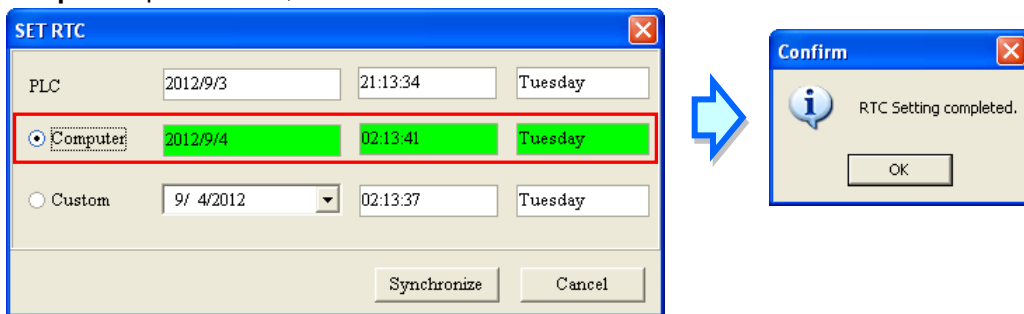 SET RTC
PLC 2012/9/3 21:13:34 Tuesday
Computer 2012/9/4 02:13:41 Tuesday
Custom 9/ 4/2012 02:13:37 Tuesday
Synchronize Cancel
Confirm
RTC Setting completed.
OK